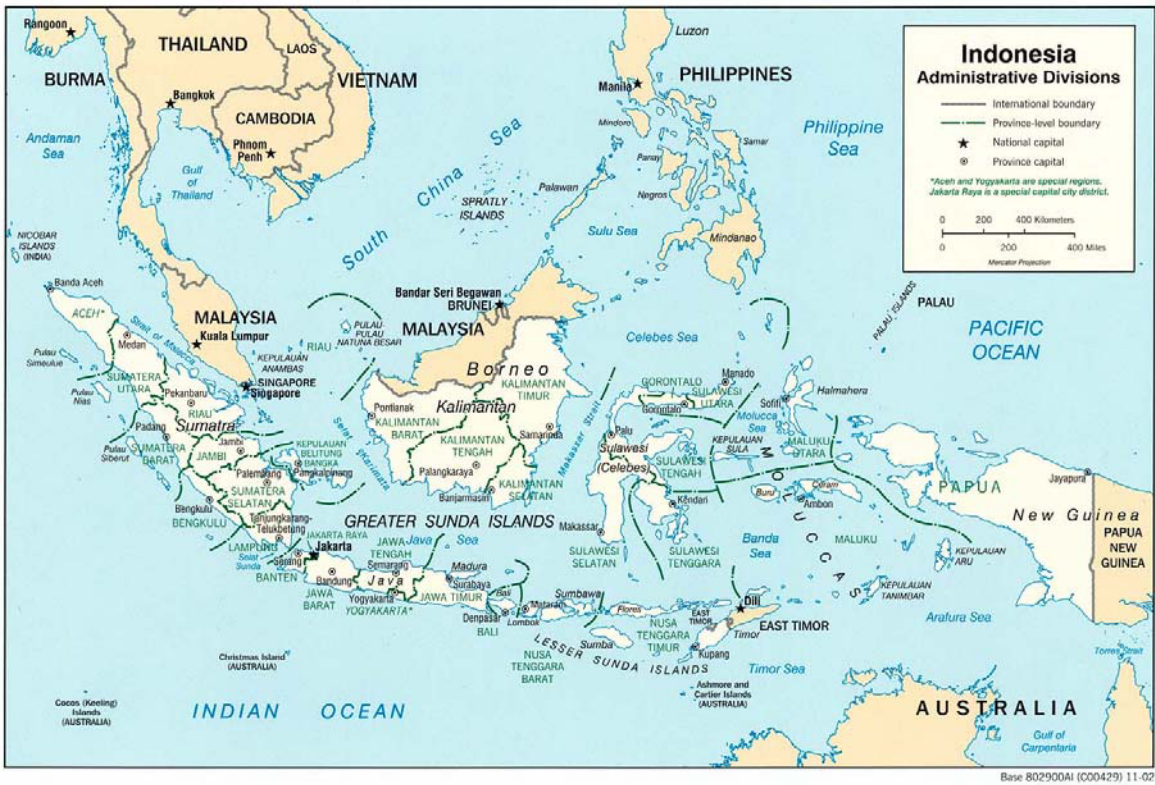 Indonesia
Administrative Divisions
International boundary
Province-level boundary
National capital
Province capital
*Aceh and Yogyakarta are special regions.
Jakarta Raya is a special capital city district.
0 200 400 Kilometers
0 200 400 Miles
Mercator Projection
Rangoon
THAILAND
LAOS
BURMA
VIETNAM
Bangkok
CAMBODIA
Phnom
Penh
Andaman
Sea
Gulf
of
Thailand
Luzon
PHILIPPINES
Manila
Mindoro
Samar
Panay
Palawan
Negros
Philippine
Sea
South China Sea
SPRATLY
ISLANDS
Sulu Sea
Mindanao
NICOBAR
ISLANDS
(INDIA)
Banda Aceh
ACEH*
Medan
Strait of Malacca
MALAYSIA
Kuala Lumpur
PULAU-
PULAU
NATUNA BESAR
KEPULAUAN
ANAMBAS
RIAU
Bandar Seri Begawan
BRUNEI
MALAYSIA
Celebes Sea
PALAU ISLANDS
PALAU
PACIFIC
OCEAN
Pulau
Simeulue
Pulau
Nias
SUMATERA
UTARA
Pekanbaru
RIAU
SINGAPORE
Singapore
Sumatra
Padang
Pulau
Siberut
SUMATERA
BARAT
Jambi
JAMBI
KEPULAUAN
BELITUNG
BANGKA
Pangkalpinang
Palembang
SUMATERA
SELATAN
Bengkulu
BENGKULU
Tanjungkarang-
Telukbetung
LAMPUNG
Selat
Sunda
Selat Karimata
Borneo
Kalimantan
Pontianak
KALIMANTAN
BARAT
KALIMANTAN
TIMUR
KALIMANTAN
TENGAH
Samarinda
Palangkaraya
Banjarmasin
KALIMANTAN
SELATAN
Makassar Strait
GORONTALO
Gorontalo
SULAWESI
UTARA
Manado
Palu
Sulawesi
(Celebes)
SULAWESI
TENGAH
Kendari
Makassar
SULAWESI
SELATAN
SULAWESI
TENGGARA
Halmahera
Sofifi
Molucca
Sea
KEPULAUAN
SULA
MALUKU
UTARA
MOLUCCAS
Buru
Ceram
Ambon
Banda
Sea
MALUKU
PAPUA
Jayapura
New Guinea
PAPUA
NEW
GUINEA
KEPULAUAN
ARU
KEPULAUAN
TANIMBAR
Arafura Sea
Torres Strait
GREATER SUNDA ISLANDS
JAKARTA RAYA
Jakarta
Serang
BANTEN
Bandung
JAWA
BARAT
JAWA
TENGAH
Java
Sea
Semarang
Java
Yogyakarta
YOGYAKARTA*
JAWA TIMUR
Madura
Surabaya
Bali
Denpasar
BALI
Mataram
Lombok
Sumbawa
NUSA
TENGGARA
BARAT
Sumba
Flores
NUSA
TENGGARA
TIMUR
LESSER SUNDA ISLANDS
EAST
TIMOR
Dili
EAST TIMOR
Timor
Kupang
Timor Sea
Christmas Island
(AUSTRALIA)
Cocos (Keeling)
Islands
(AUSTRALIA)
INDIAN OCEAN
Ashmore and
Cartier Islands
(AUSTRALIA)
AUSTRALIA
Gulf of
Carpentaria
Base 802900AI (C00429) 11-02